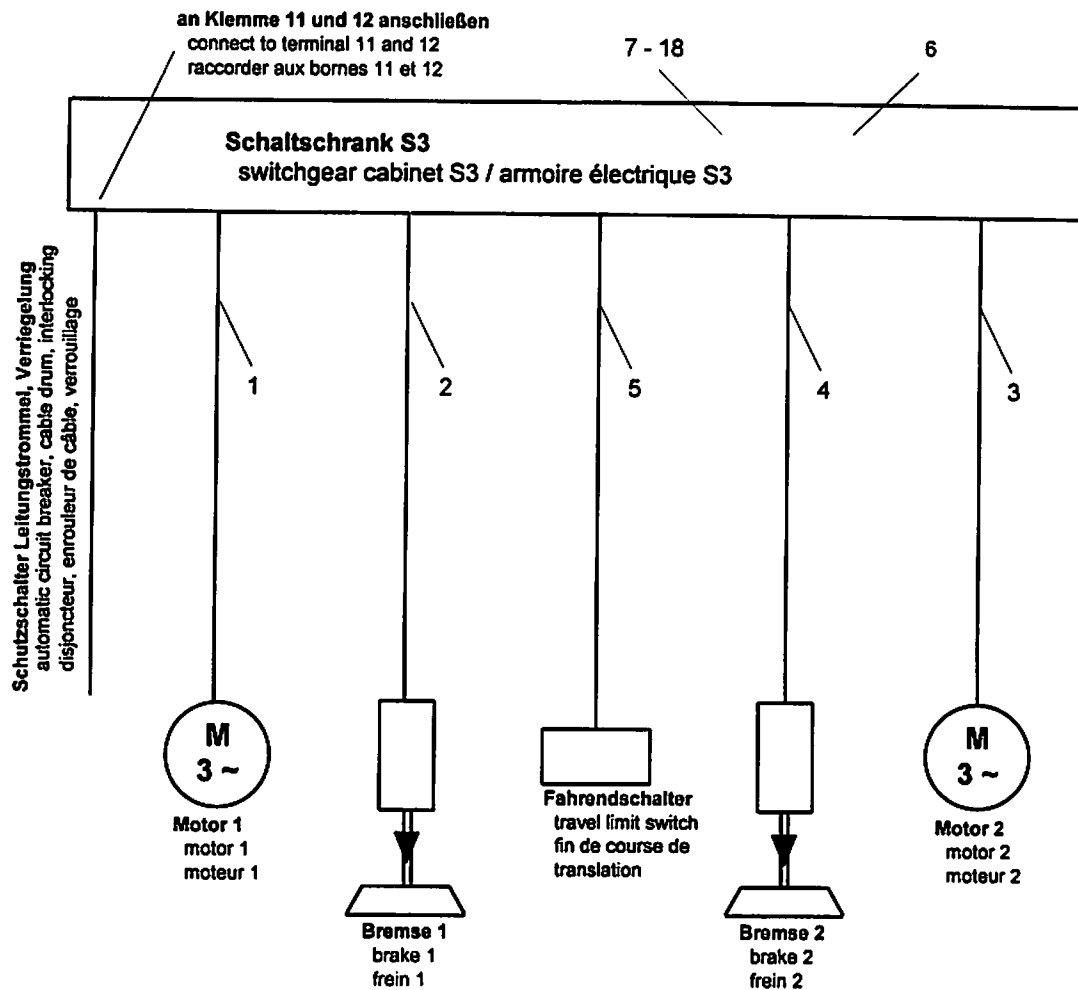 an Klemme 11 und 12 anschließen
connect to terminal 11 and 12
raccorder aux bornes 11 et 12
7 - 18
6
Schaltschrank S3
switchgear cabinet S3 / armoire électrique S3
Schutzschalter Leitungstrommel, Verriegelung
automatic circuit breaker, cable drum, interlocking
disjoncteur, enrouleur de câble, verrouillage
1
2
5
4
3
M
3 ~
Motor 1
motor 1
moteur 1
Bremse 1
brake 1
frein 1
Fahrendschalter
travel limit switch
fin de course de
translation
Bremse 2
brake 2
frein 2
M
3 ~
Motor 2
motor 2
moteur 2